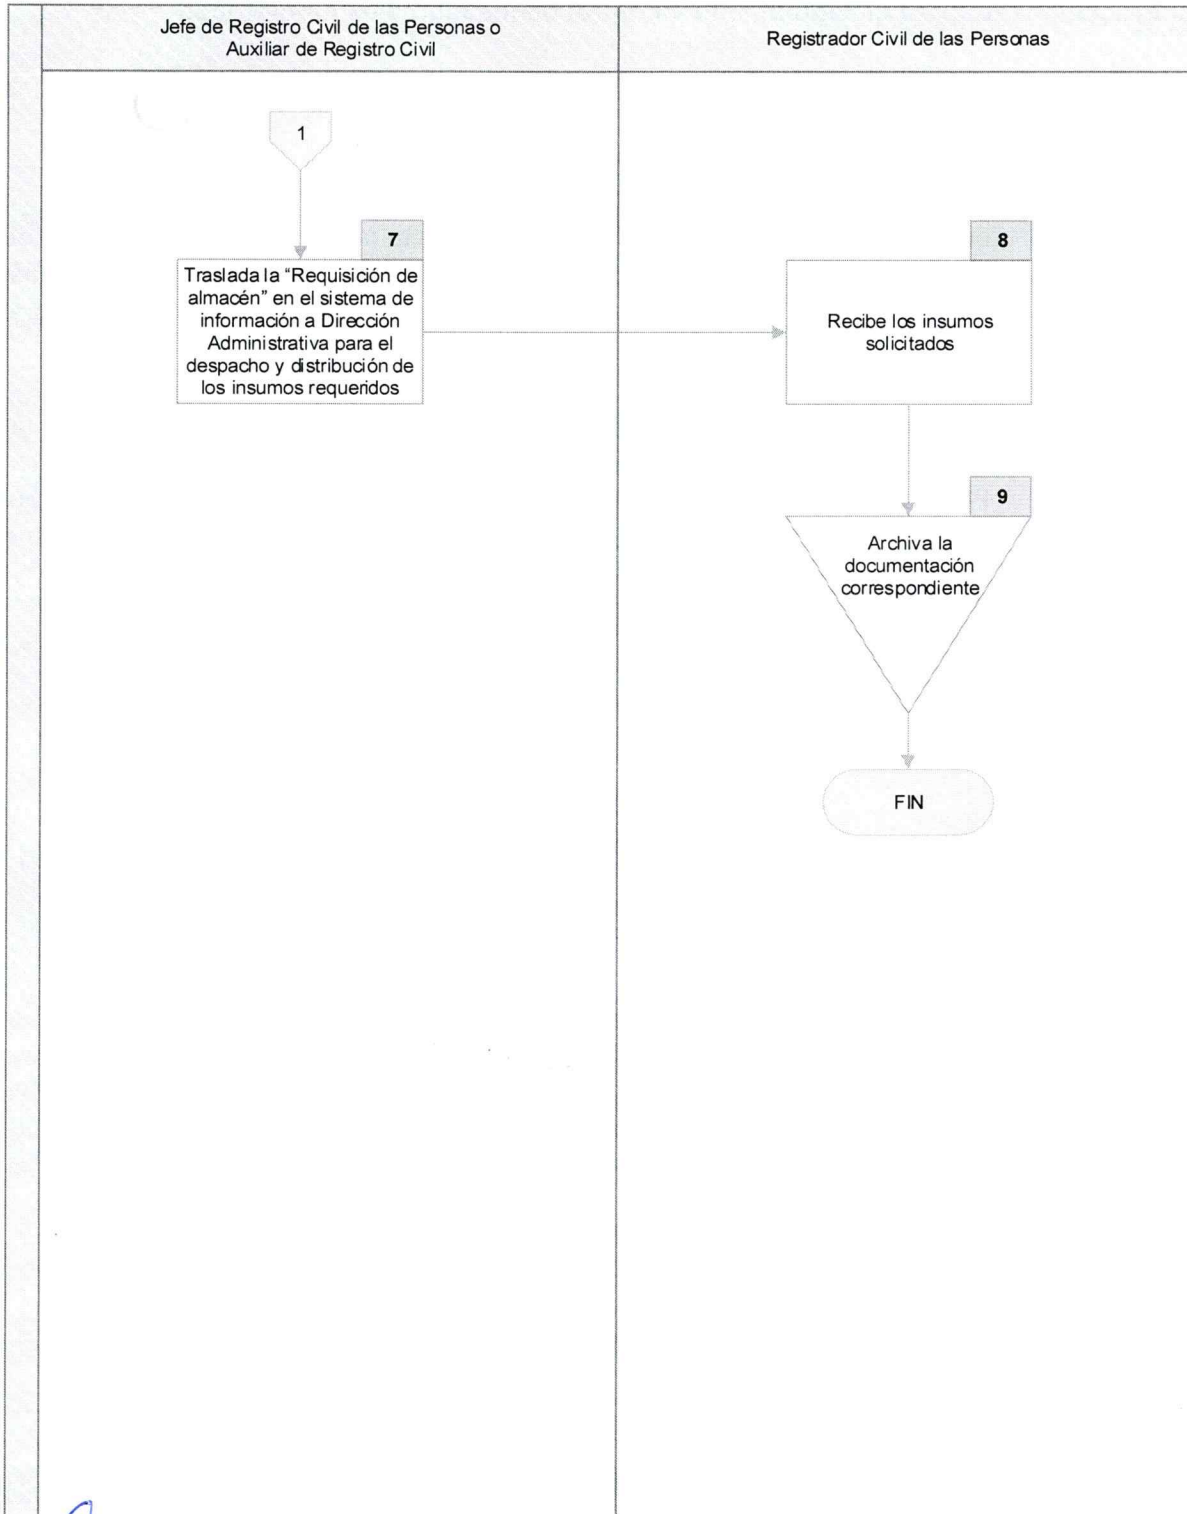 Jefe de Registro Civil de las Personas o
Auxiliar de Registro Civil
Registrador Civil de las Personas
1
7
Traslada la “Requisición de
almacén” en el sistema de
información a Dirección
Administrativa para el
despacho y distribución de
los insumos requeridos
8
Recibe los insumos
solicitados
9
Archiva la
documentación
correspondiente
FIN